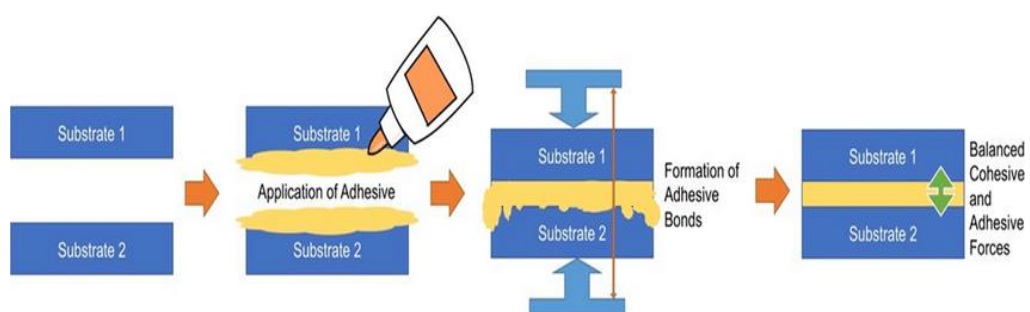 Substrate 1
Substrate 2
Substrate 1
Application of Adhesive
Substrate 2
Substrate 1
Substrate 2
Formation of
Adhesive
Bonds
Substrate 1
Substrate 2
Balanced
Cohesive
and
Adhesive
Forces